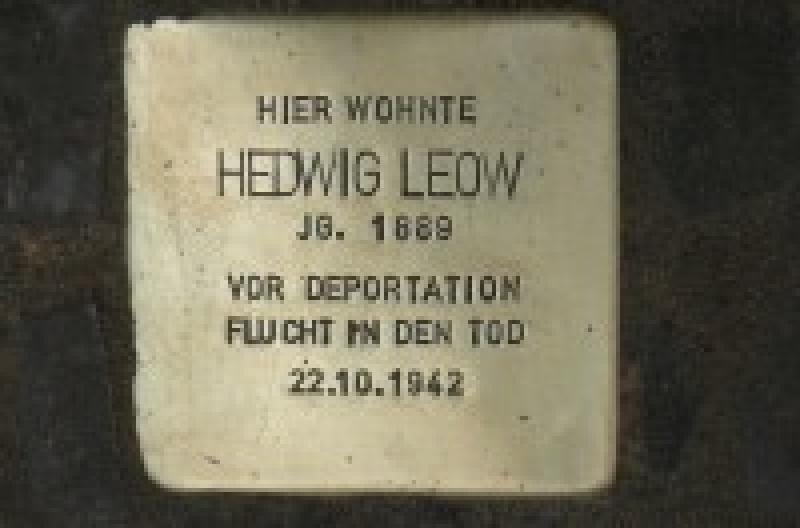 HIER WOHNTE
HEDWIG LEOW
JG. 1889
VOR DEPORTATION
FLUCHT IN DEN TOD
22.10.1942